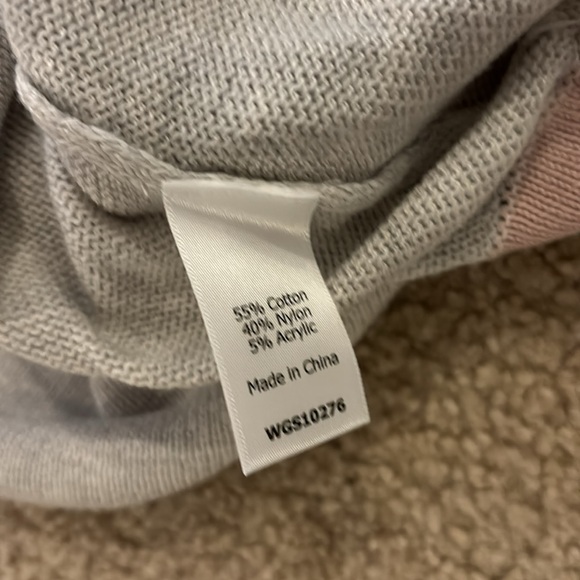 55% Cotton
40% Nylon
5% Acrylic
Made in China
WGS10276